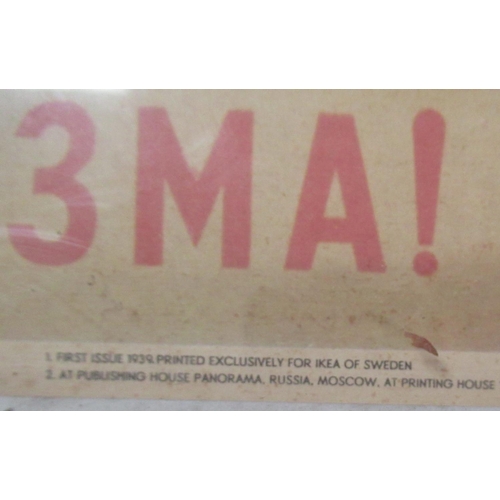 ЗМА!
1. FIRST ISSUE 1939. PRINTED EXCLUSIVELY FOR IKEA OF SWEDEN
2. AT PUBLISHING HOUSE PANORAMA, RUSSIA, MOSCOW, AT PRINTING HOUSE